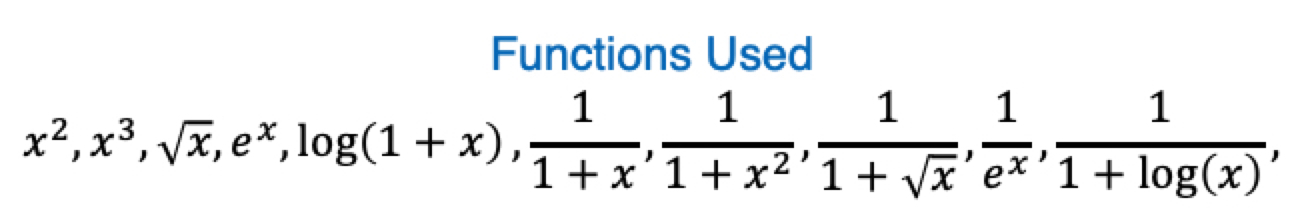 Functions Used
x², x³, √x, eˣ, log(1 + x), 1/(1 + x), 1/(1 + x²), 1/(1 + √x), 1/eˣ, 1/(1 + log(x)),